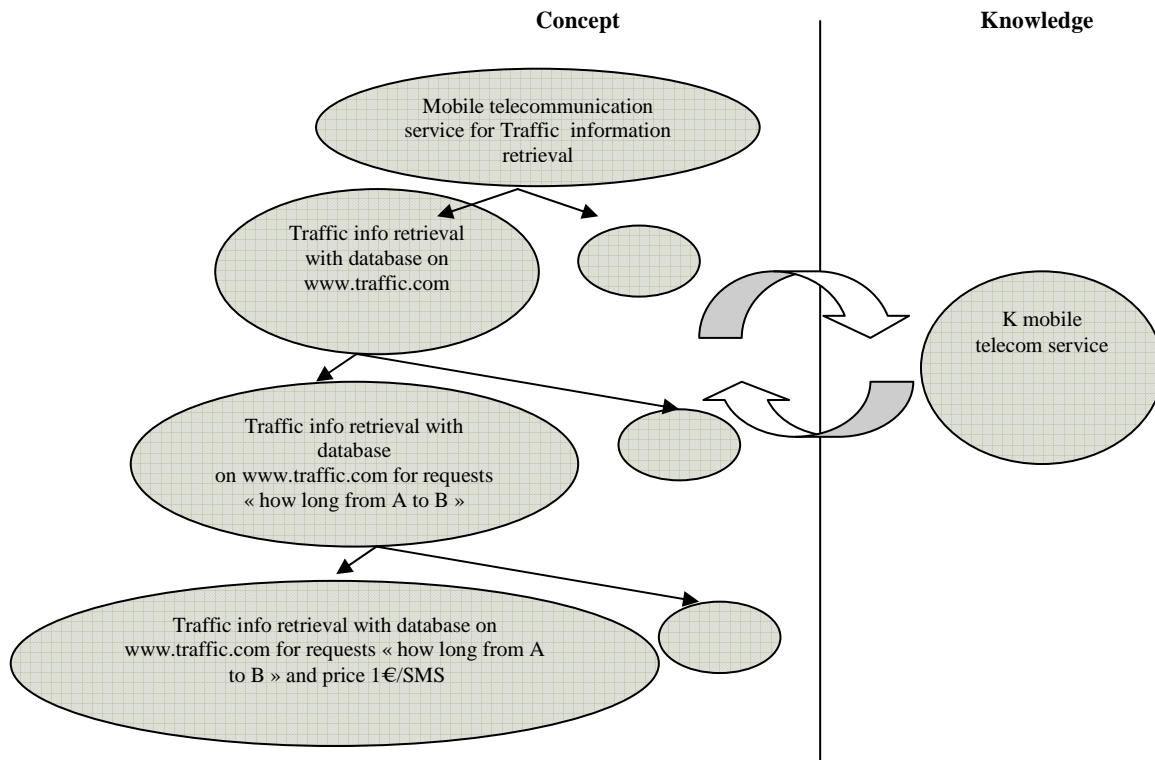 Concept
Knowledge
Mobile telecommunication
service for Traffic information
retrieval
Traffic info retrieval
with database on
www.traffic.com
K mobile
telecom service
Traffic info retrieval with
database
on www.traffic.com for requests
« how long from A to B »
Traffic info retrieval with database on
www.traffic.com for requests « how long from A
to B » and price 1€/SMS